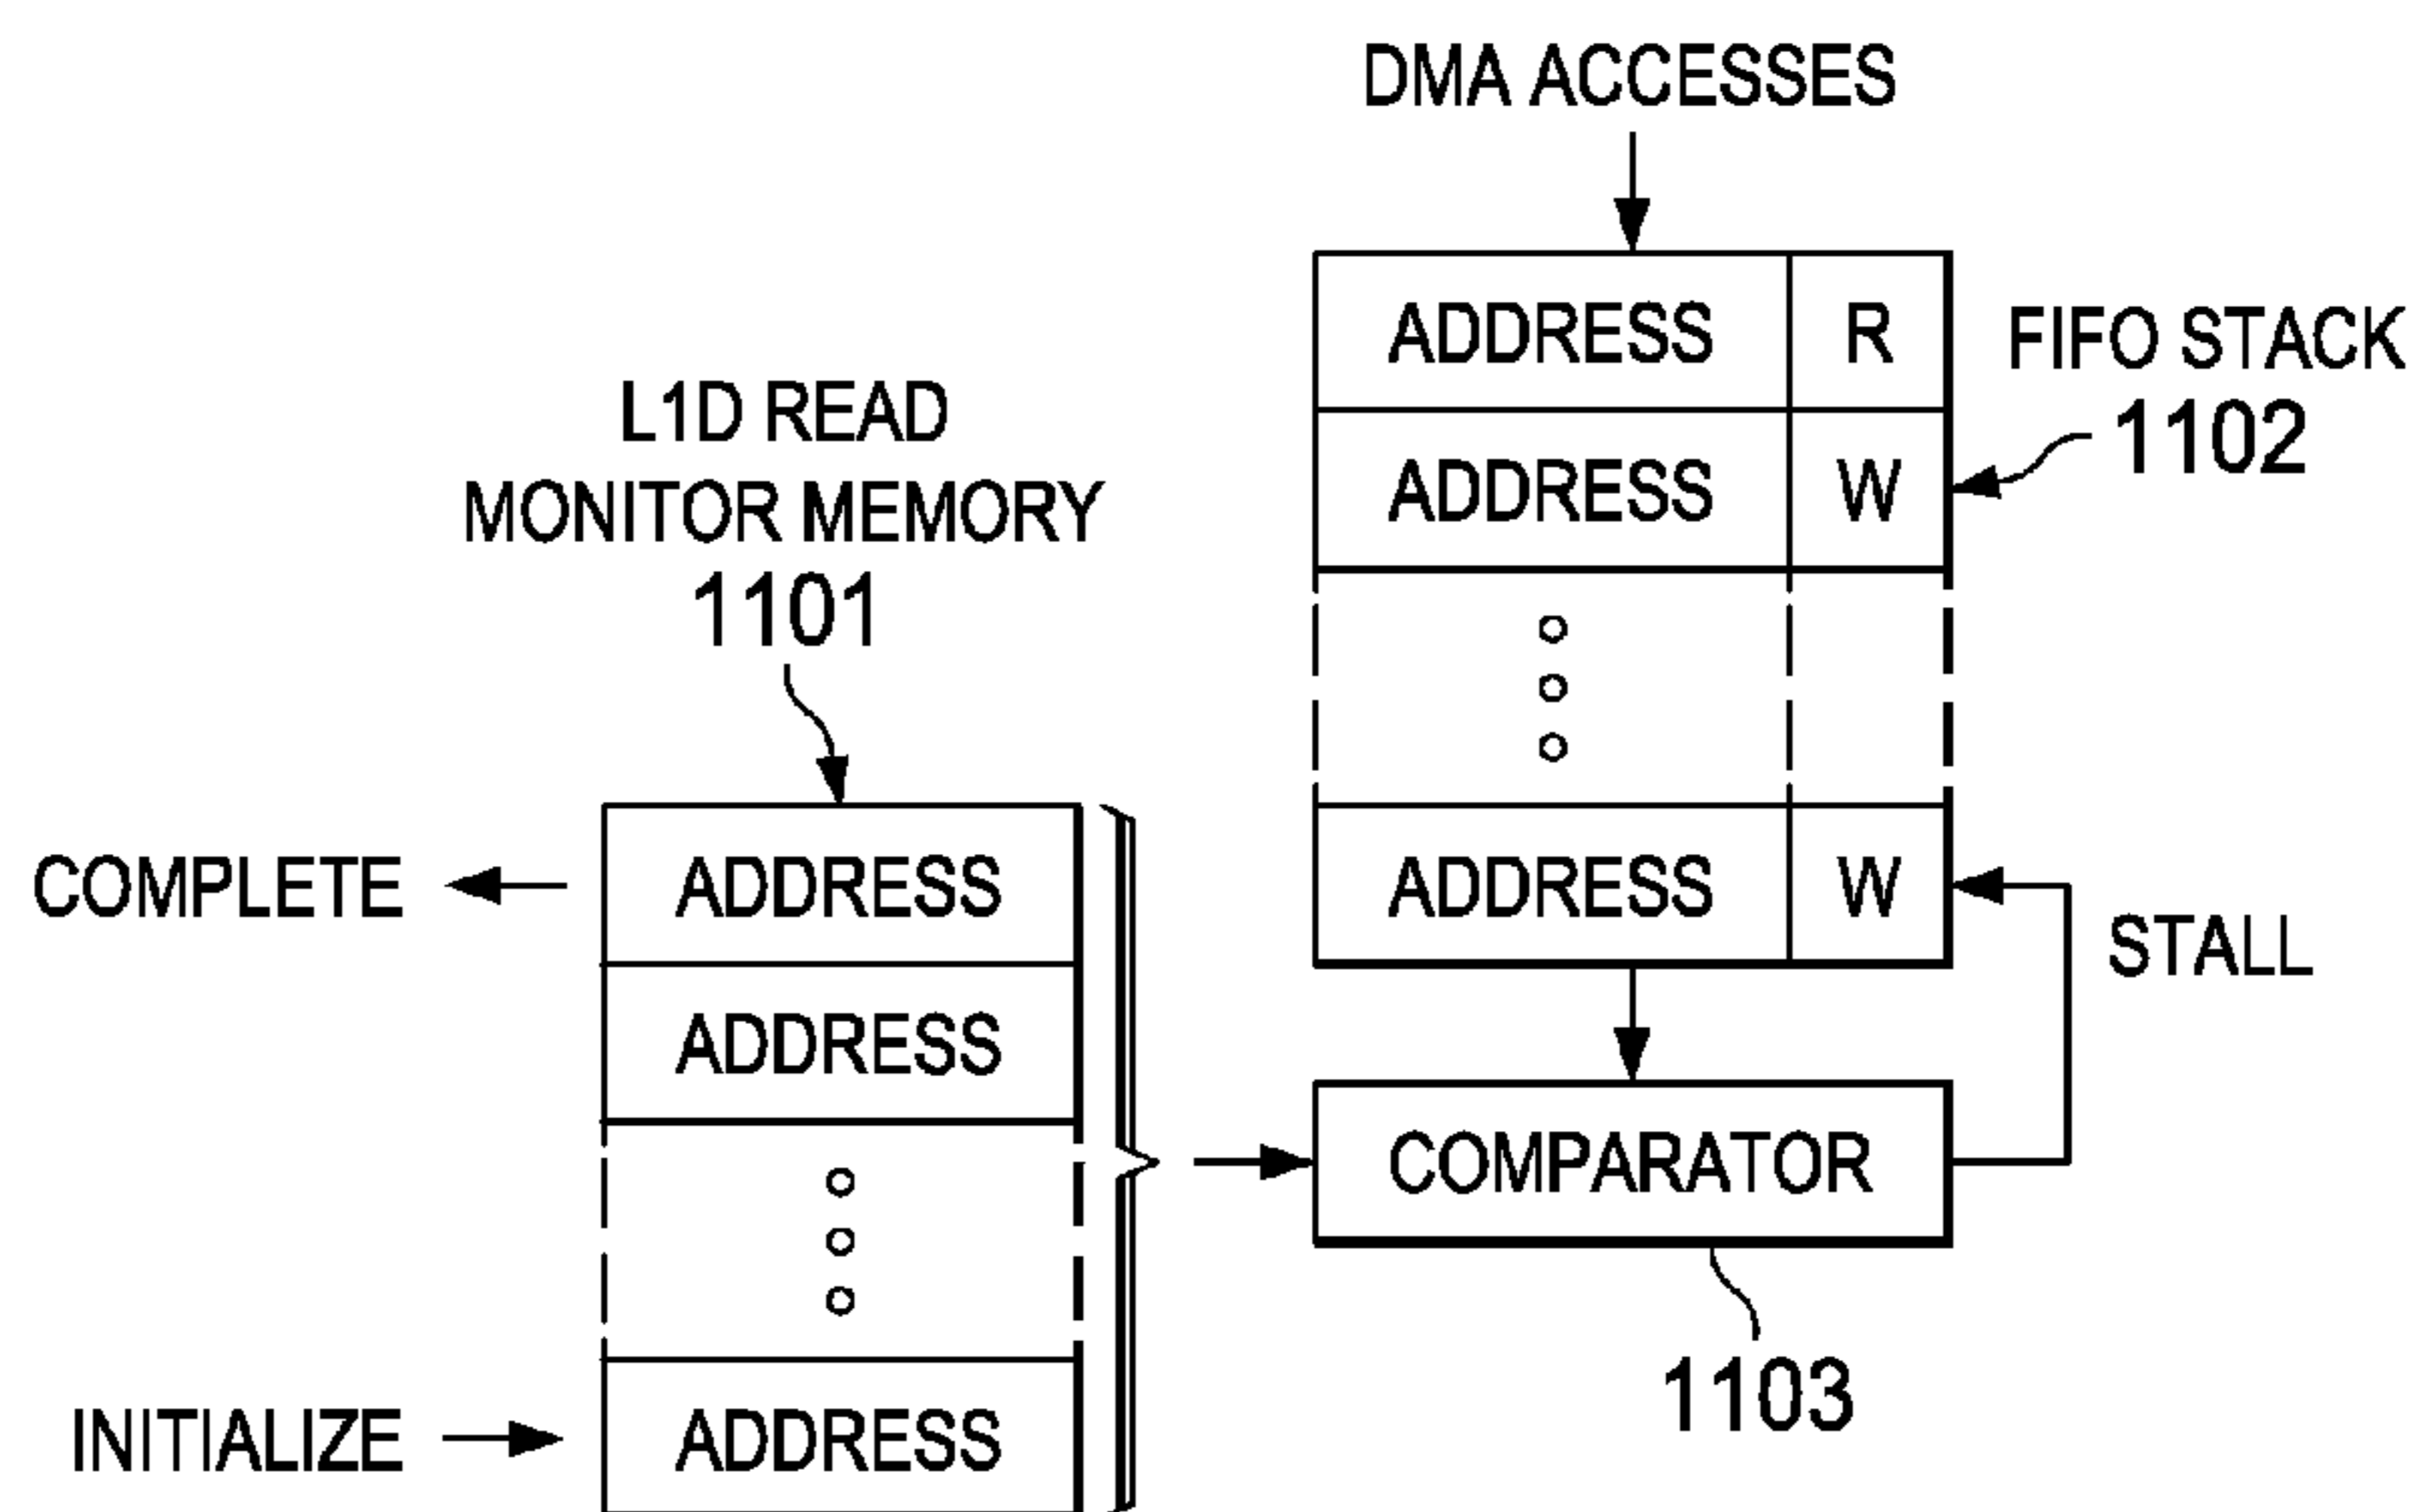 DMA ACCESSES
ADDRESS R
ADDRESS W
FIFO STACK
1102
L1D READ
MONITOR MEMORY
1101
COMPLETE
ADDRESS
ADDRESS
ADDRESS W
STALL
COMPARATOR
1103
INITIALIZE
ADDRESS